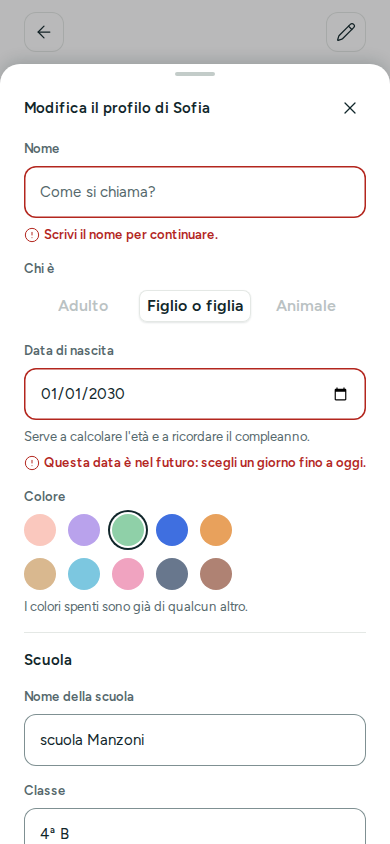 Modifica il profilo di Sofia
Nome
Come si chiama?
Scrivi il nome per continuare.
Chi è
Adulto
Figlio o figlia
Animale
Data di nascita
01/01/2030
Serve a calcolare l'età e a ricordare il compleanno.
Questa data è nel futuro: scegli un giorno fino a oggi.
Colore
I colori spenti sono già di qualcun altro.
Scuola
Nome della scuola
scuola Manzoni
Classe
4ª B